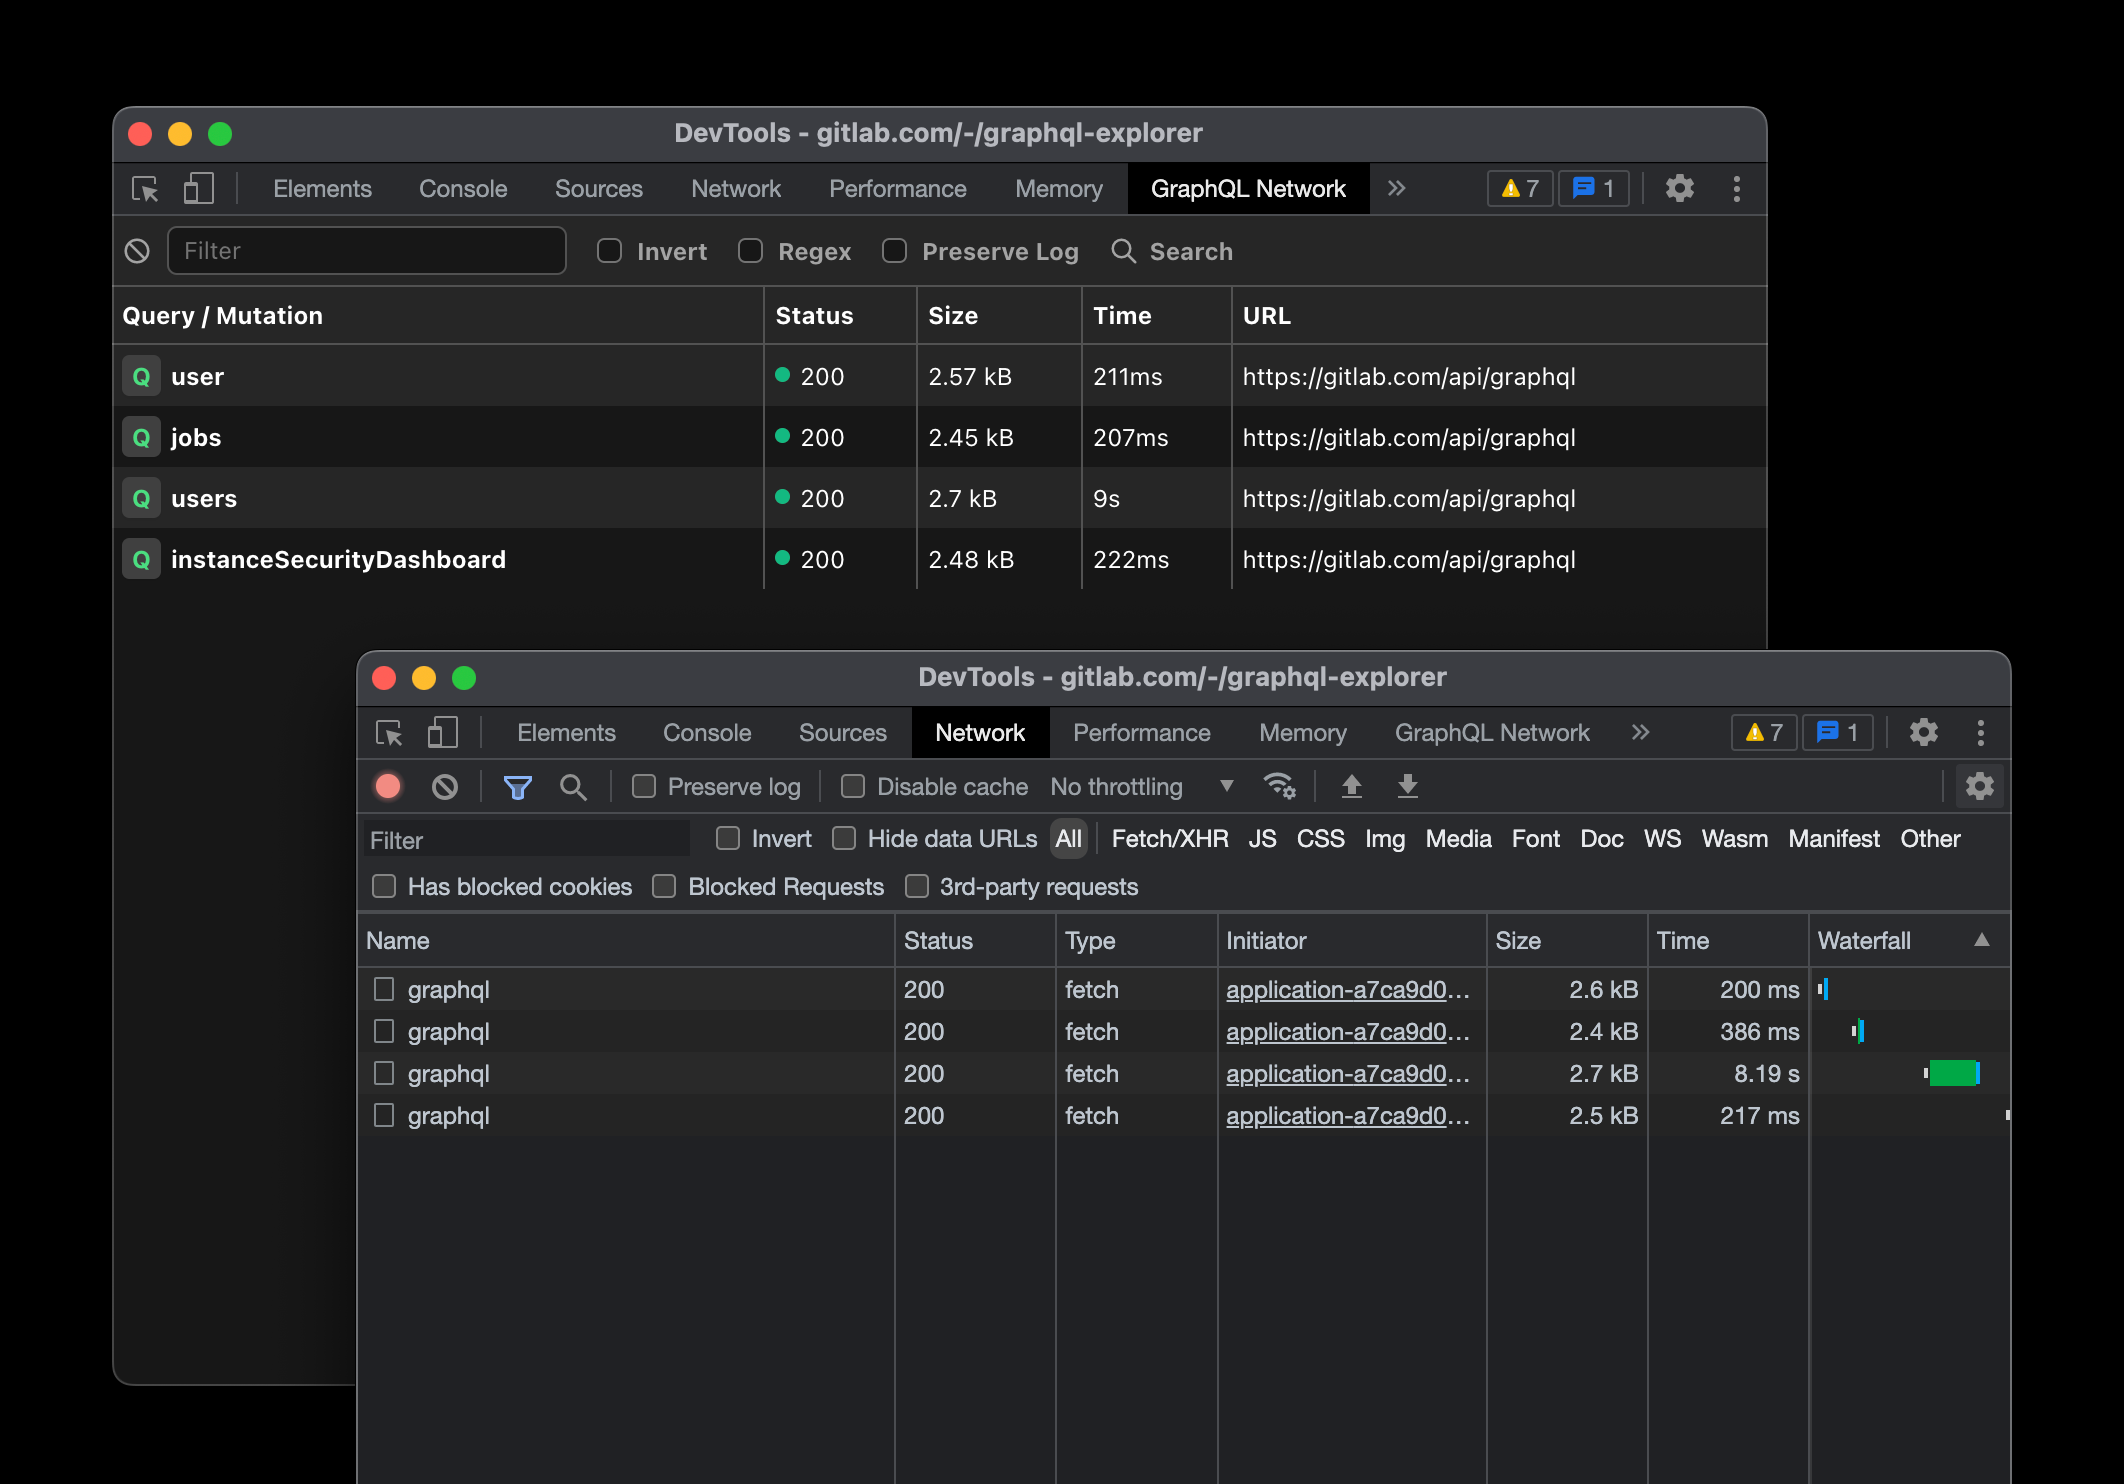 DevTools - gitlab.com/-/graphql-explorer
Elements Console Sources Network Performance Memory GraphQL Network » 7 1
Filter Invert Regex Preserve Log Search
Query / Mutation Status Size Time URL
Q user 200 2.57 kB 211ms https://gitlab.com/api/graphql
Q jobs 200 2.45 kB 207ms https://gitlab.com/api/graphql
Q users 200 2.7 kB 9s https://gitlab.com/api/graphql
Q instanceSecurityDashboard 200 2.48 kB 222ms https://gitlab.com/api/graphql
DevTools - gitlab.com/-/graphql-explorer
Elements Console Sources Network Performance Memory GraphQL Network » 7 1
Preserve log Disable cache No throttling
Filter Invert Hide data URLs All Fetch/XHR JS CSS Img Media Font Doc WS Wasm Manifest Other
Has blocked cookies Blocked Requests 3rd-party requests
Name Status Type Initiator Size Time Waterfall
graphql 200 fetch application-a7ca9d0… 2.6 kB 200 ms
graphql 200 fetch application-a7ca9d0… 2.4 kB 386 ms
graphql 200 fetch application-a7ca9d0… 2.7 kB 8.19 s
graphql 200 fetch application-a7ca9d0… 2.5 kB 217 ms